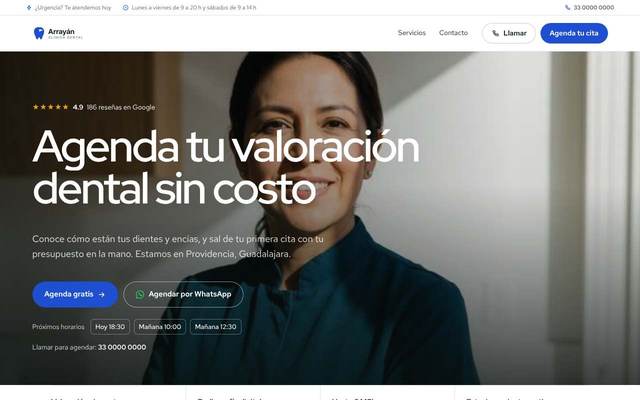 ¿Urgencia? Te atendemos hoy
Lunes a viernes de 9 a 20 h y sábados de 9 a 14 h
33 0000 0000
Arrayán
CLÍNICA DENTAL
Servicios
Contacto
Llamar
Agenda tu cita
★★★★★ 4.9 186 reseñas en Google
Agenda tu valoración
dental sin costo
Conoce cómo están tus dientes y encías, y sal de tu primera cita con tu
presupuesto en la mano. Estamos en Providencia, Guadalajara.
Agenda gratis →
Agendar por WhatsApp
Próximos horarios
Hoy 18:30
Mañana 10:00
Mañana 12:30
Llamar para agendar: 33 0000 0000